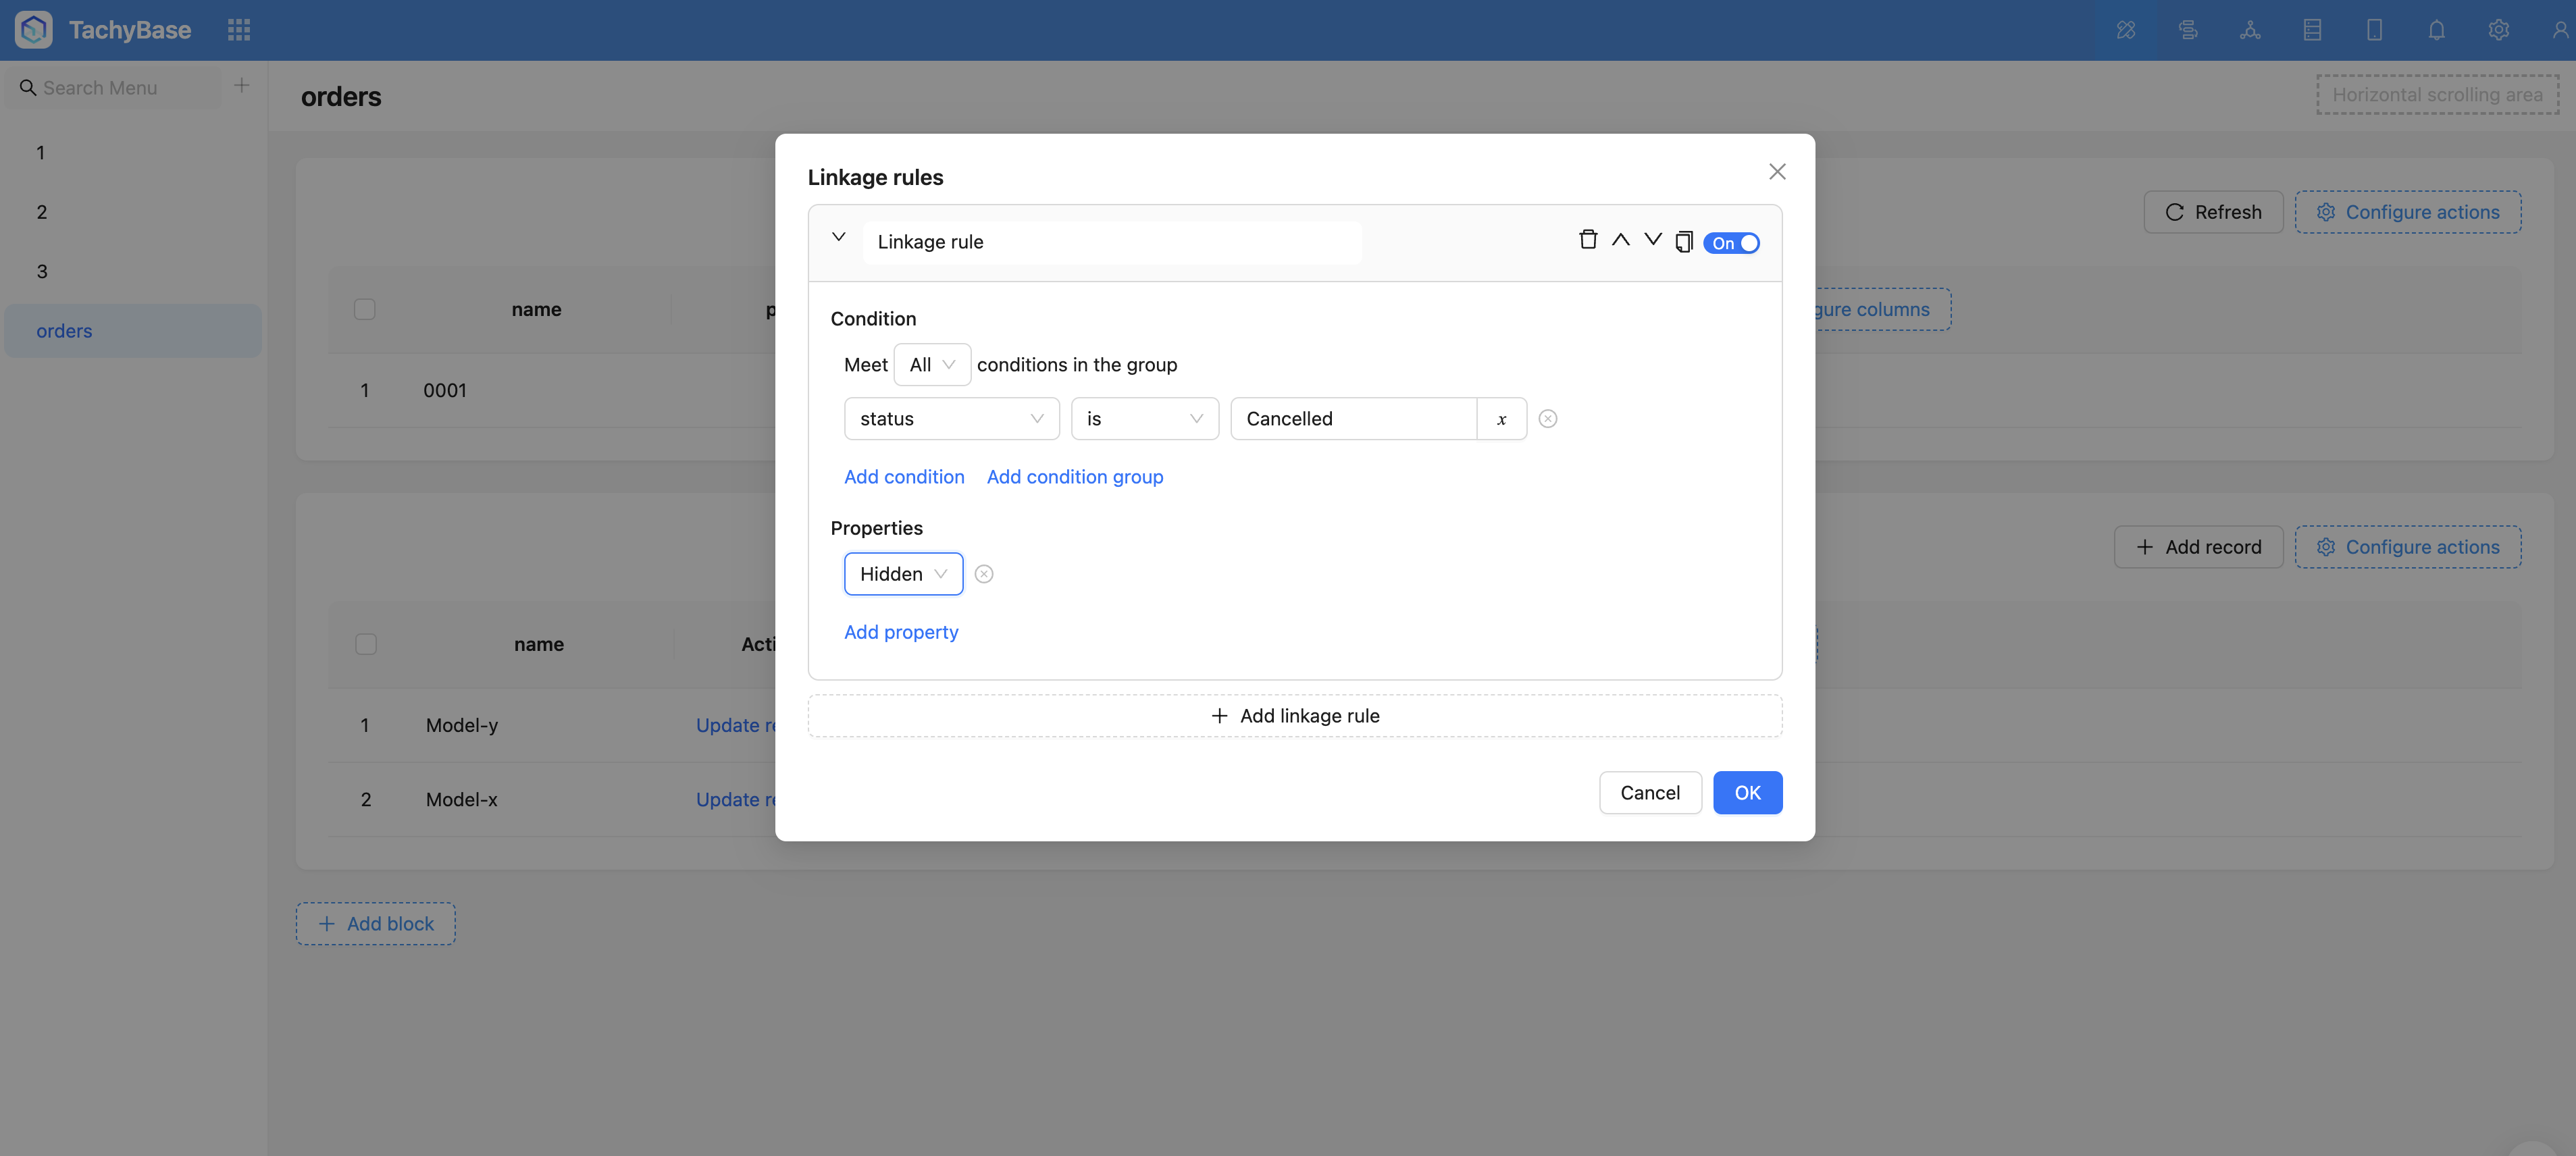 TachyBase
Search Menu
1
2
3
orders
orders
Horizontal scrolling area
Refresh
Configure actions
name
gure columns
1
0001
Add record
Configure actions
name
Acti
1
Model-y
Update re
2
Model-x
Update re
Add block
Linkage rules
Linkage rule
On
Condition
Meet All conditions in the group
status is Cancelled x
Add condition Add condition group
Properties
Hidden
Add property
Add linkage rule
Cancel OK